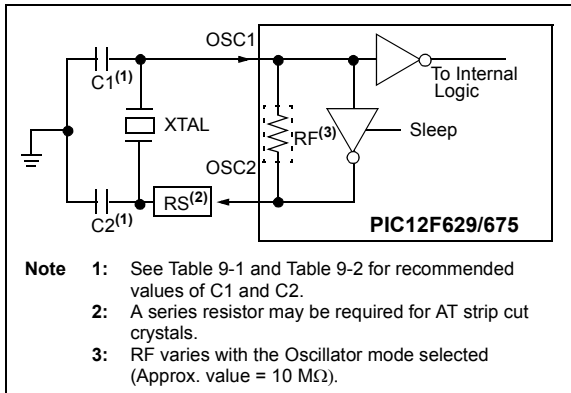 OSC1
C1(1)
To Internal
Logic
XTAL
RF(3)
Sleep
OSC2
RS(2)
C2(1)
PIC12F629/675
Note 1: See Table 9-1 and Table 9-2 for recommended
values of C1 and C2.
2: A series resistor may be required for AT strip cut
crystals.
3: RF varies with the Oscillator mode selected
(Approx. value = 10 MΩ).